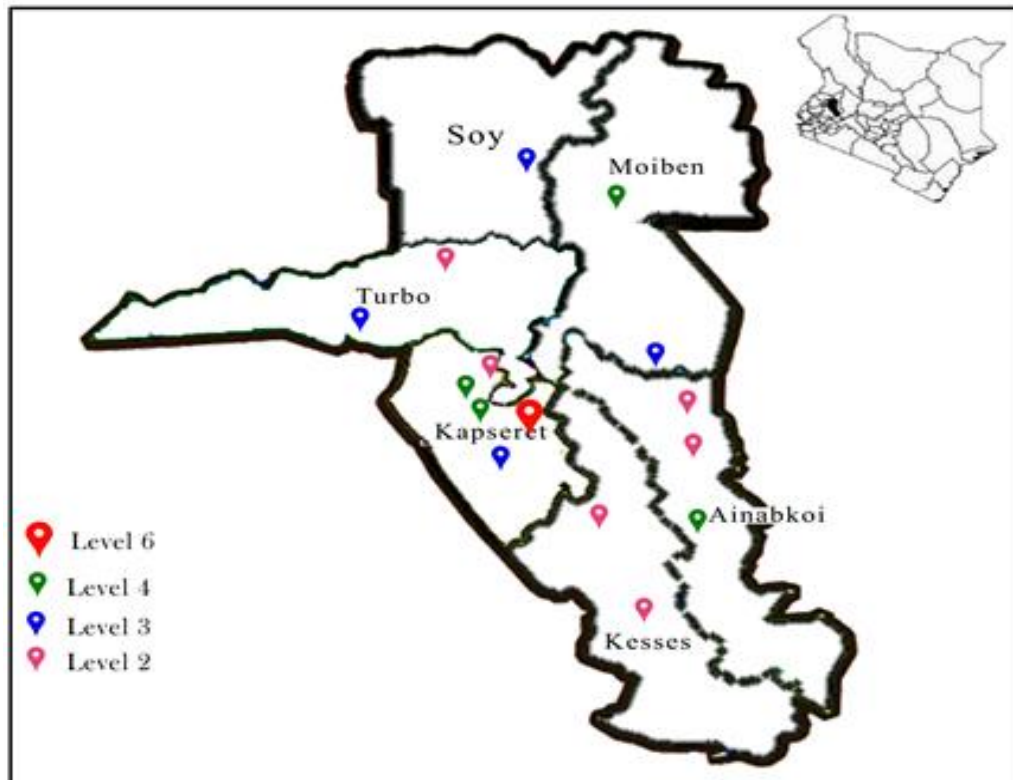 Soy
Moiben
Turbo
Kapseret
Ainabkoi
Kesses
Level 6
Level 4
Level 3
Level 2